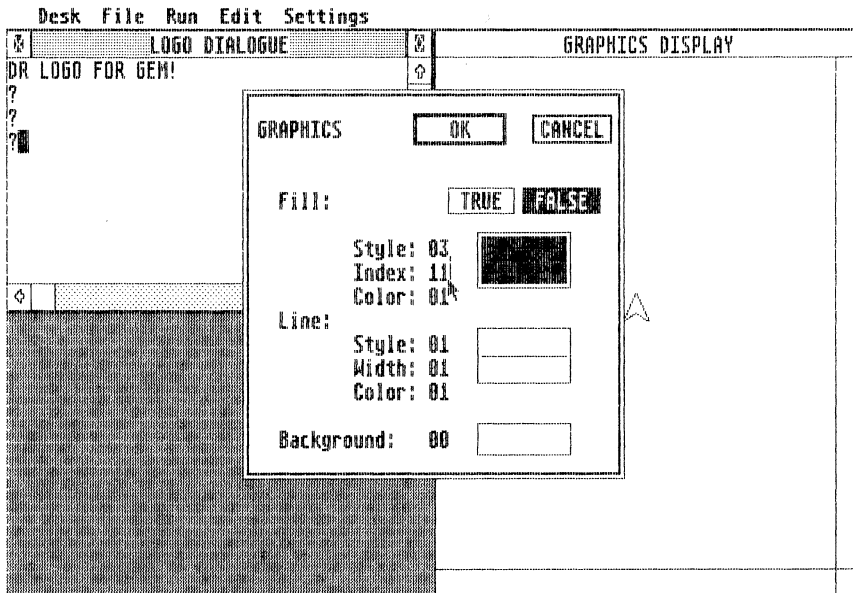 Desk File Run Edit Settings
LOGO DIALOGUE
GRAPHICS DISPLAY
DR LOGO FOR GEM!
?
?
?
GRAPHICS
OK
CANCEL
Fill:
TRUE
FALSE
Style: 03
Index: 11
Color: 01
Line:
Style: 01
Width: 01
Color: 01
Background: 00